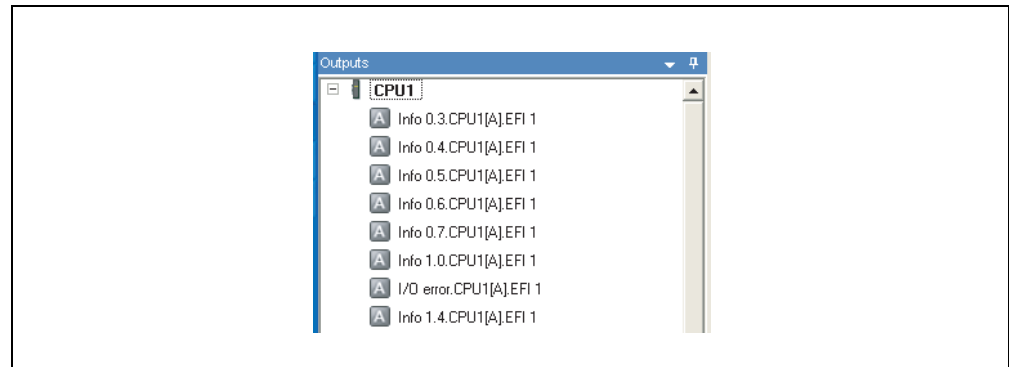 Outputs
CPU1
A Info 0.3.CPU1[A].EFI 1
A Info 0.4.CPU1[A].EFI 1
A Info 0.5.CPU1[A].EFI 1
A Info 0.6.CPU1[A].EFI 1
A Info 0.7.CPU1[A].EFI 1
A Info 1.0.CPU1[A].EFI 1
A I/O error.CPU1[A].EFI 1
A Info 1.4.CPU1[A].EFI 1